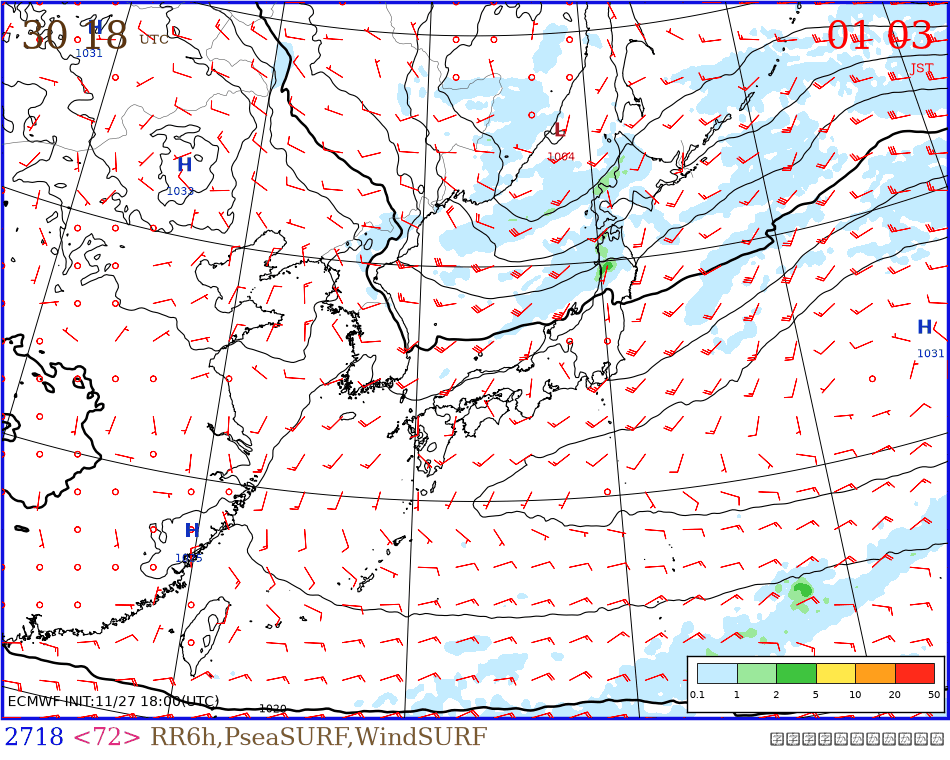 30 18 UTC
01 03
JST
H
1031
L
1004
H
1032
H
1031
H
ECMWF INIT:11/27 18:00(UTC)
1020
0.1 1 2 5 10 20 50
2718 <72> RR6h,PseaSURF,WindSURF